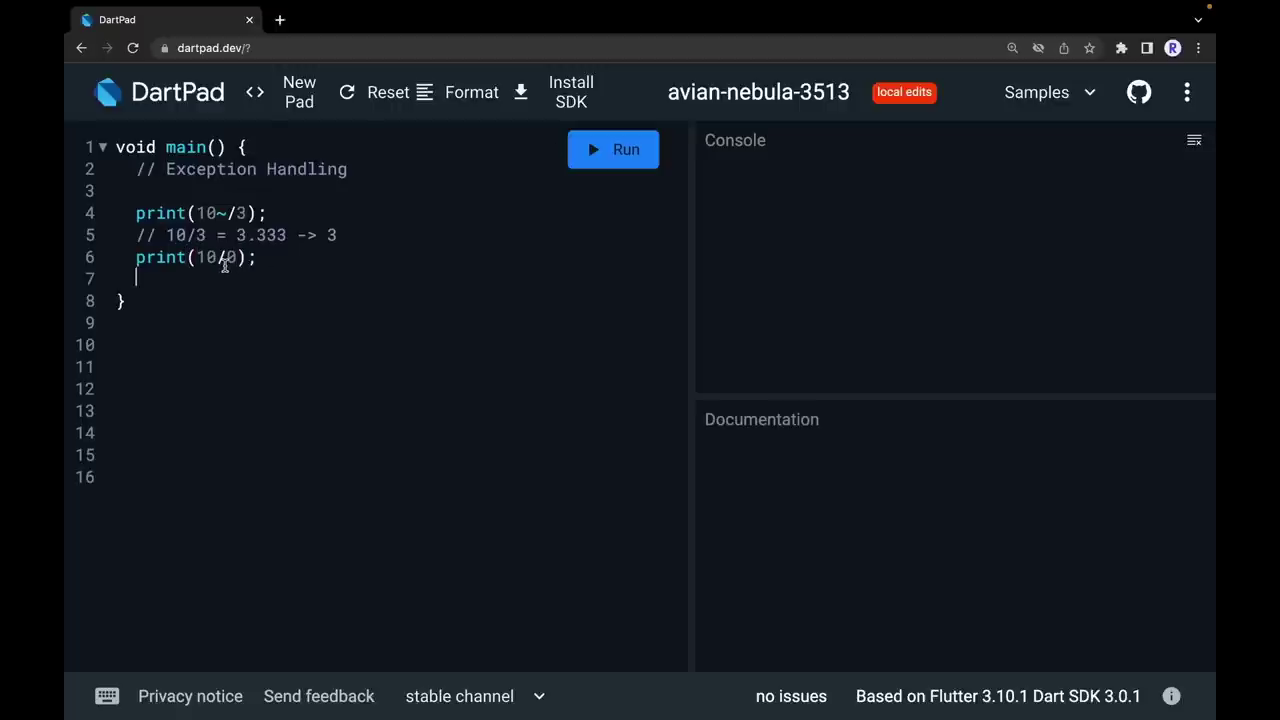 DartPad
dartpad.dev/?
R
DartPad
<> New Pad
Reset
Format
Install SDK
avian-nebula-3513
local edits
Samples
1 void main() {
2 // Exception Handling
3
4 print(10~/3);
5 // 10/3 = 3.333 -> 3
6 print(10/0);
7
8 }
9
10
11
12
13
14
15
16
Run
Console
Documentation
Privacy notice
Send feedback
stable channel
no issues
Based on Flutter 3.10.1 Dart SDK 3.0.1